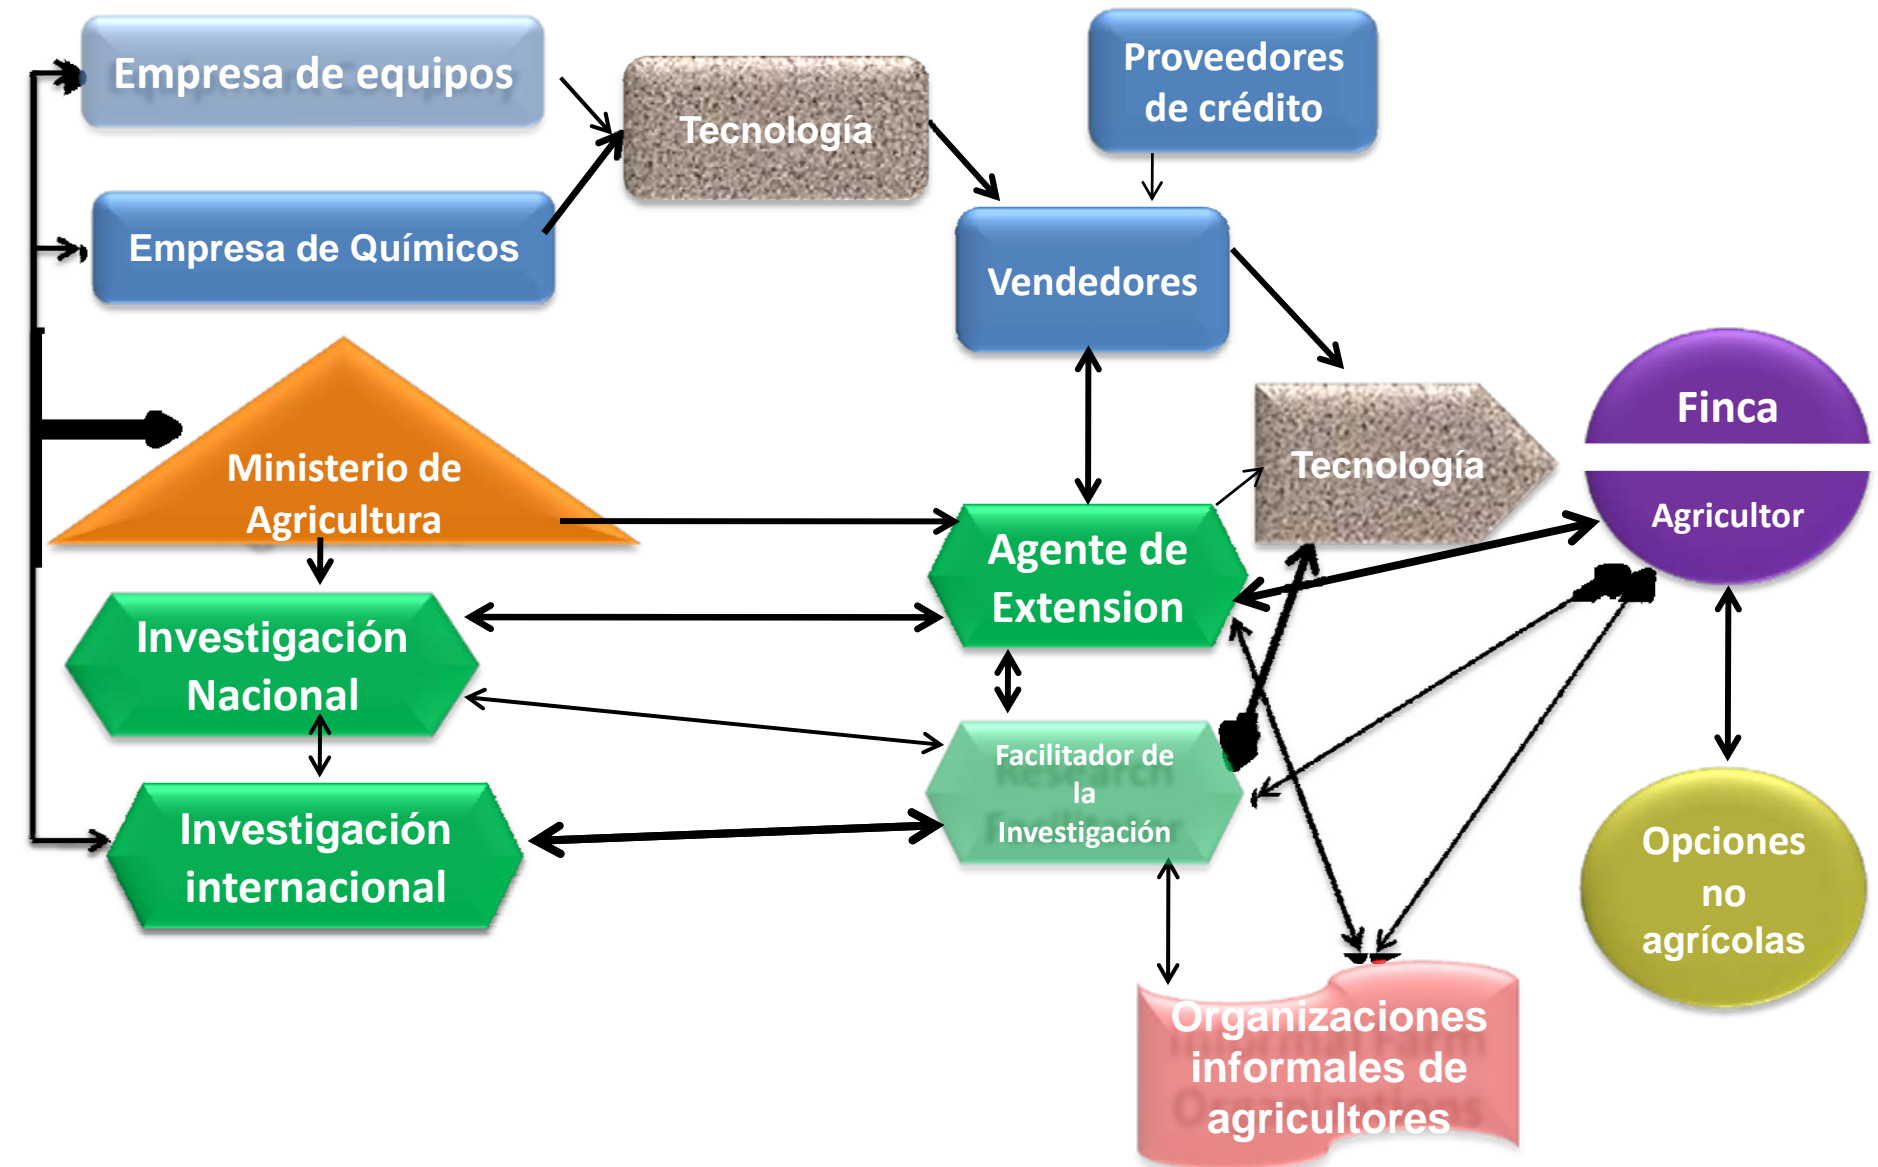 Empresa de equipos
Tecnología
Proveedores
de crédito
Empresa de Químicos
Vendedores
Finca
Agricultor
Tecnología
Ministerio de
Agricultura
Agente de
Extension
Investigación
Nacional
Facilitador de
la
Investigación
Investigación
internacional
Opciones
no
agrícolas
Organizaciones
informales de
agricultores